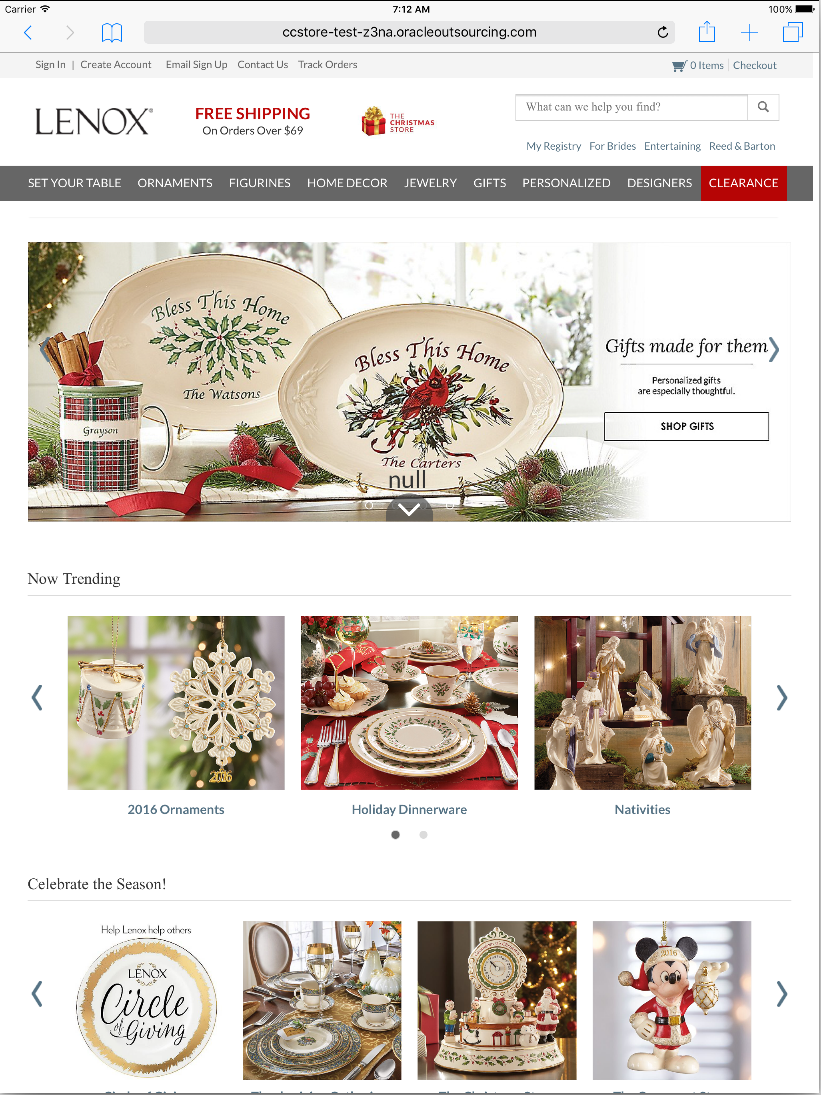 Carrier 7:12 AM 100%
ccstore-test-z3na.oracleoutsourcing.com
Sign In | Create Account Email Sign Up Contact Us Track Orders 0 Items Checkout
LENOX®
FREE SHIPPING
On Orders Over $69
THE
CHRISTMAS
STORE
What can we help you find?
My Registry For Brides Entertaining Reed & Barton
SET YOUR TABLE ORNAMENTS FIGURINES HOME DECOR JEWELRY GIFTS PERSONALIZED DESIGNERS CLEARANCE
Bless This Home
The Watsons
Grayson
Bless This Home
The Carters
null
Gifts made for them
Personalized gifts
are especially thoughtful.
SHOP GIFTS
Now Trending
2016
2016 Ornaments Holiday Dinnerware Nativities
Celebrate the Season!
Help Lenox help others
LENOX
Circle
of Giving
2016